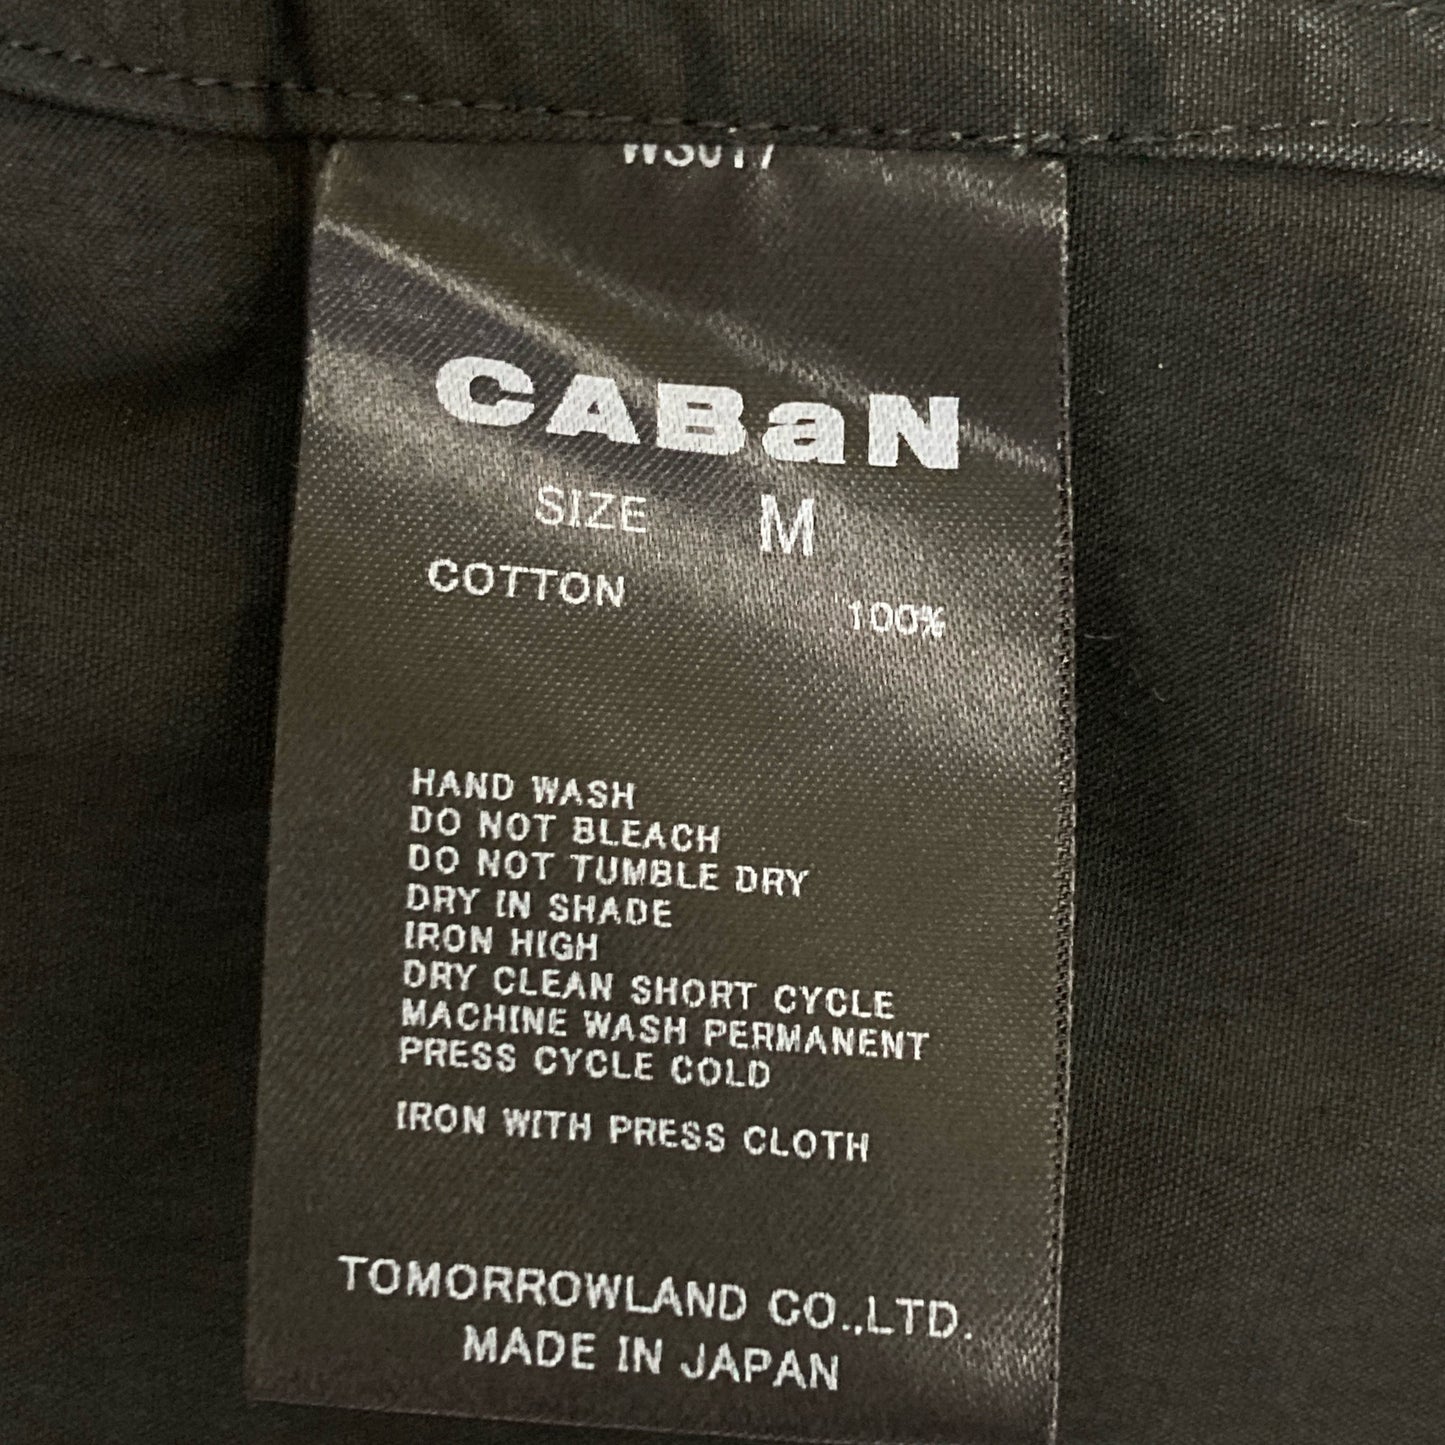 CABaN
SIZE M
COTTON 100%
HAND WASH
DO NOT BLEACH
DO NOT TUMBLE DRY
DRY IN SHADE
IRON HIGH
DRY CLEAN SHORT CYCLE
MACHINE WASH PERMANENT
PRESS CYCLE COLD
IRON WITH PRESS CLOTH
TOMORROWLAND CO.,LTD.
MADE IN JAPAN